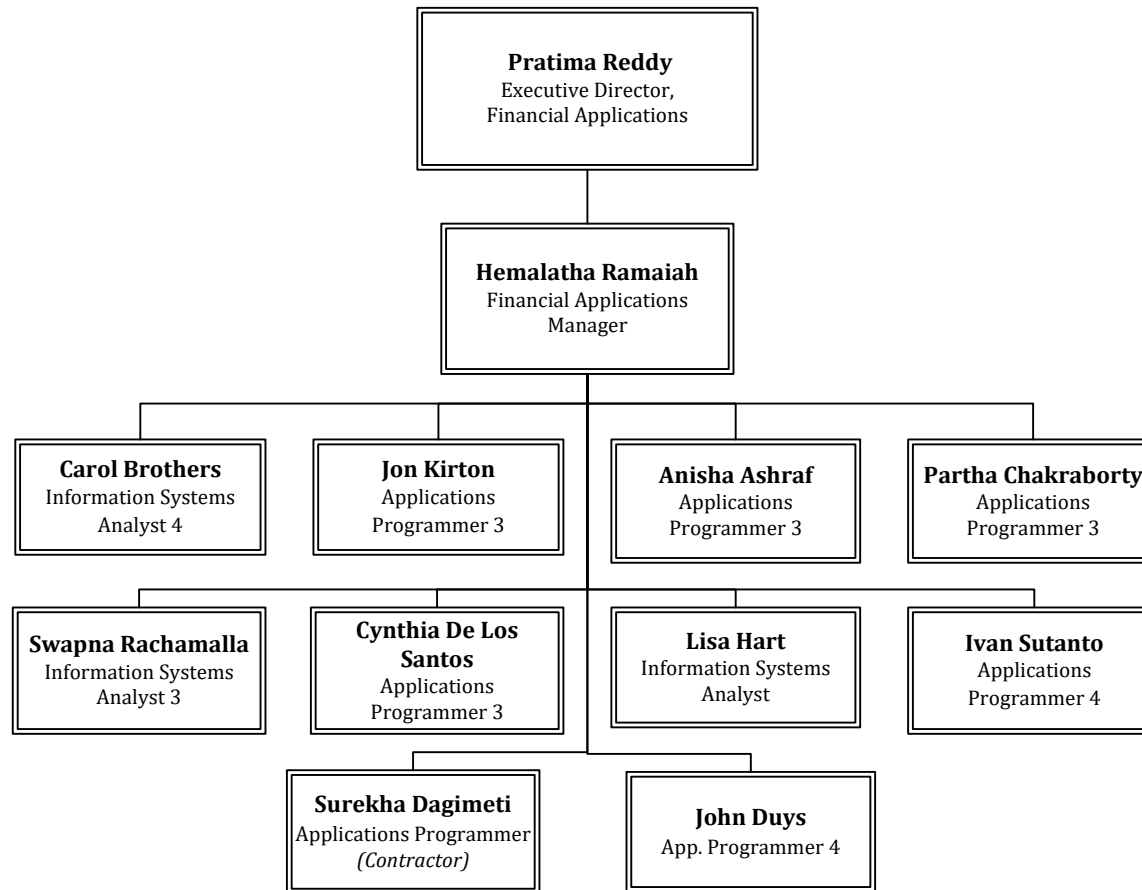 Pratima Reddy
Executive Director,
Financial Applications
Hemalatha Ramaiah
Financial Applications
Manager
Carol Brothers
Information Systems
Analyst 4
Jon Kirton
Applications
Programmer 3
Anisha Ashraf
Applications
Programmer 3
Partha Chakraborty
Applications
Programmer 3
Swapna Rachamalla
Information Systems
Analyst 3
Cynthia De Los
Santos
Applications
Programmer 3
Lisa Hart
Information Systems
Analyst
Ivan Sutanto
Applications
Programmer 4
Surekha Dagimeti
Applications Programmer
(Contractor)
John Duys
App. Programmer 4